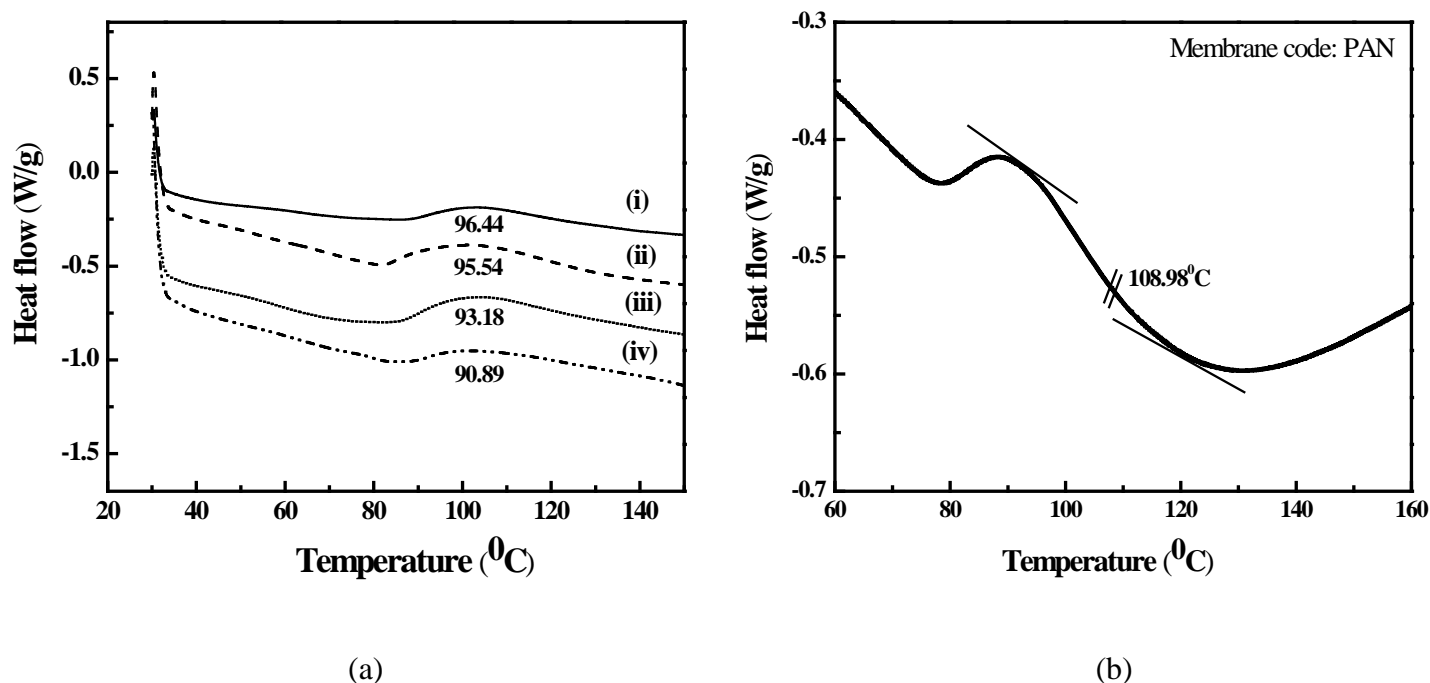 0.5
0.0
-0.5
-1.0
-1.5
Heat flow (W/g)
(i)
96.44
(ii)
95.54
(iii)
93.18
(iv)
90.89
20 40 60 80 100 120 140
Temperature (⁰C)
(a)
-0.3
-0.4
-0.5
-0.6
-0.7
Heat flow (W/g)
Membrane code: PAN
108.98⁰C
60 80 100 120 140 160
Temperature (⁰C)
(b)